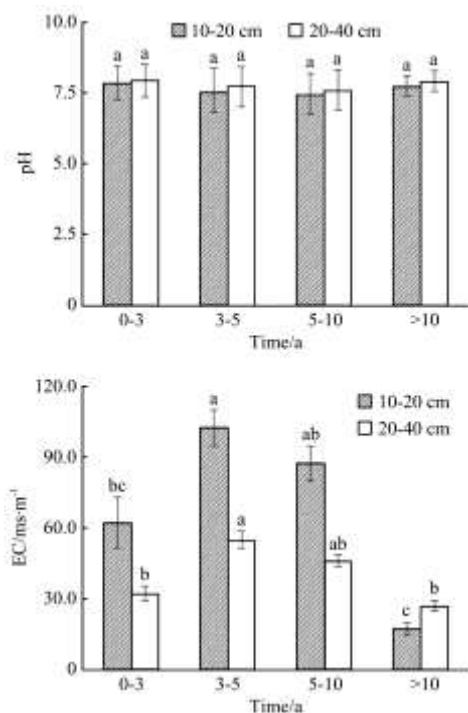 10.0
10-20 cm
20-40 cm
a a a a a a a a
7.5
pH
5.0
2.5
0
0-3 3-5 5-10 >10
Time/a
120.0
10-20 cm
20-40 cm
a
ab
90.0
bc
EC/ms·m⁻¹
60.0
a
ab
b
b
30.0
c
0
0-3 3-5 5-10 >10
Time/a